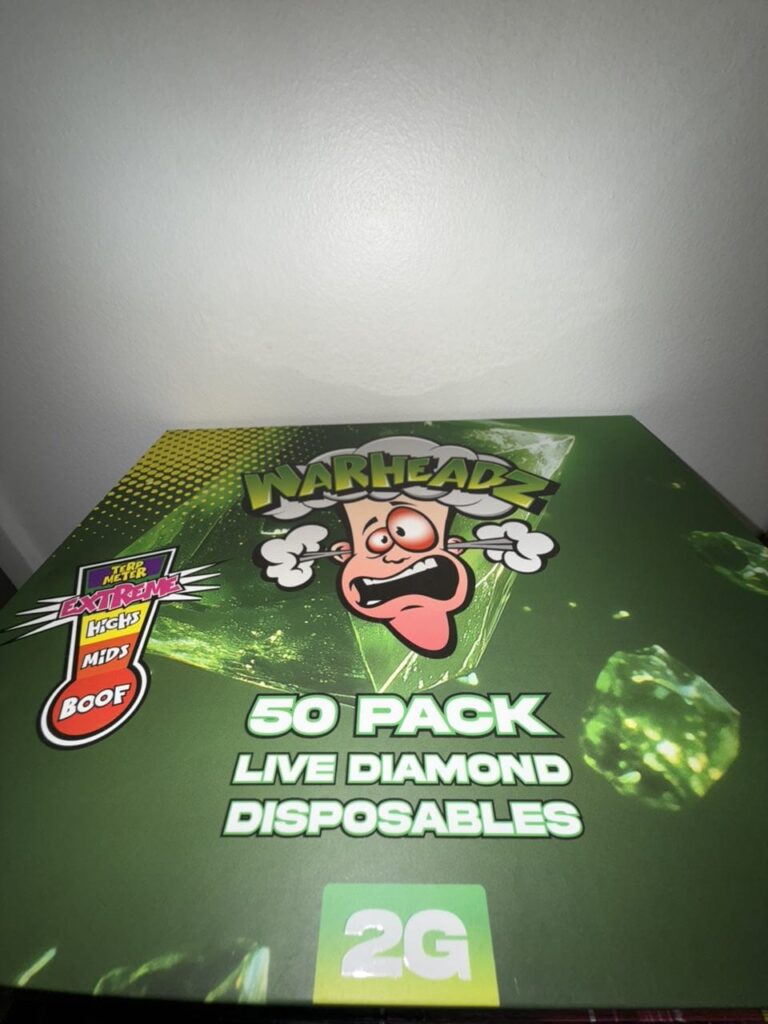 WARHEADZ
TERP
METER
EXTREME
HIGHS
MIDS
BOOF
50 PACK
LIVE DIAMOND
DISPOSABLES
2G